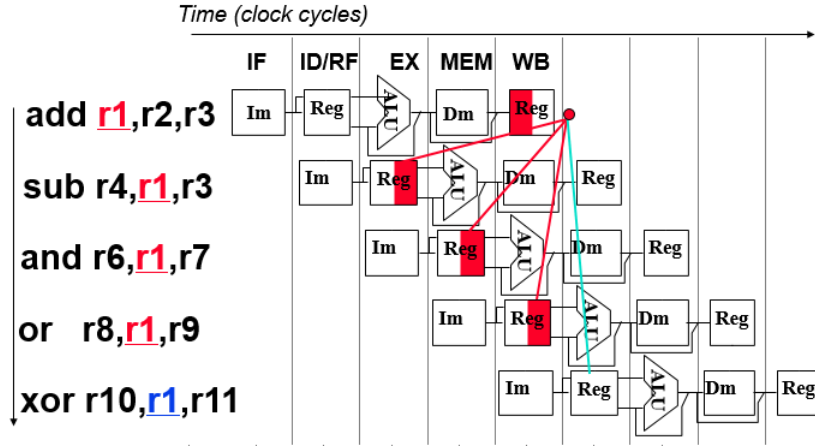 Time (clock cycles)
IF ID/RF EX MEM WB
add r1,r2,r3 Im Reg ALU Dm Reg
sub r4,r1,r3 Im Reg ALU Dm Reg
and r6,r1,r7 Im Reg ALU Dm Reg
or r8,r1,r9 Im Reg ALU Dm Reg
xor r10,r1,r11 Im Reg ALU Dm Reg